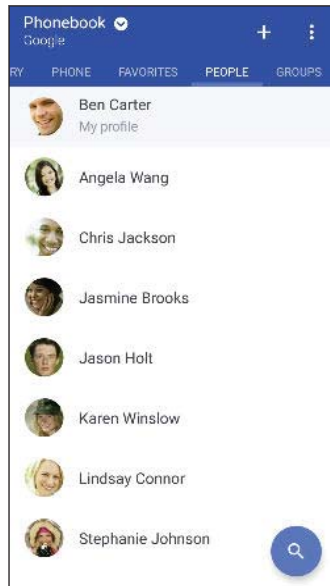 Phonebook
Google
RY PHONE FAVORITES PEOPLE GROUPS
Ben Carter
My profile
Angela Wang
Chris Jackson
Jasmine Brooks
Jason Holt
Karen Winslow
Lindsay Connor
Stephanie Johnson